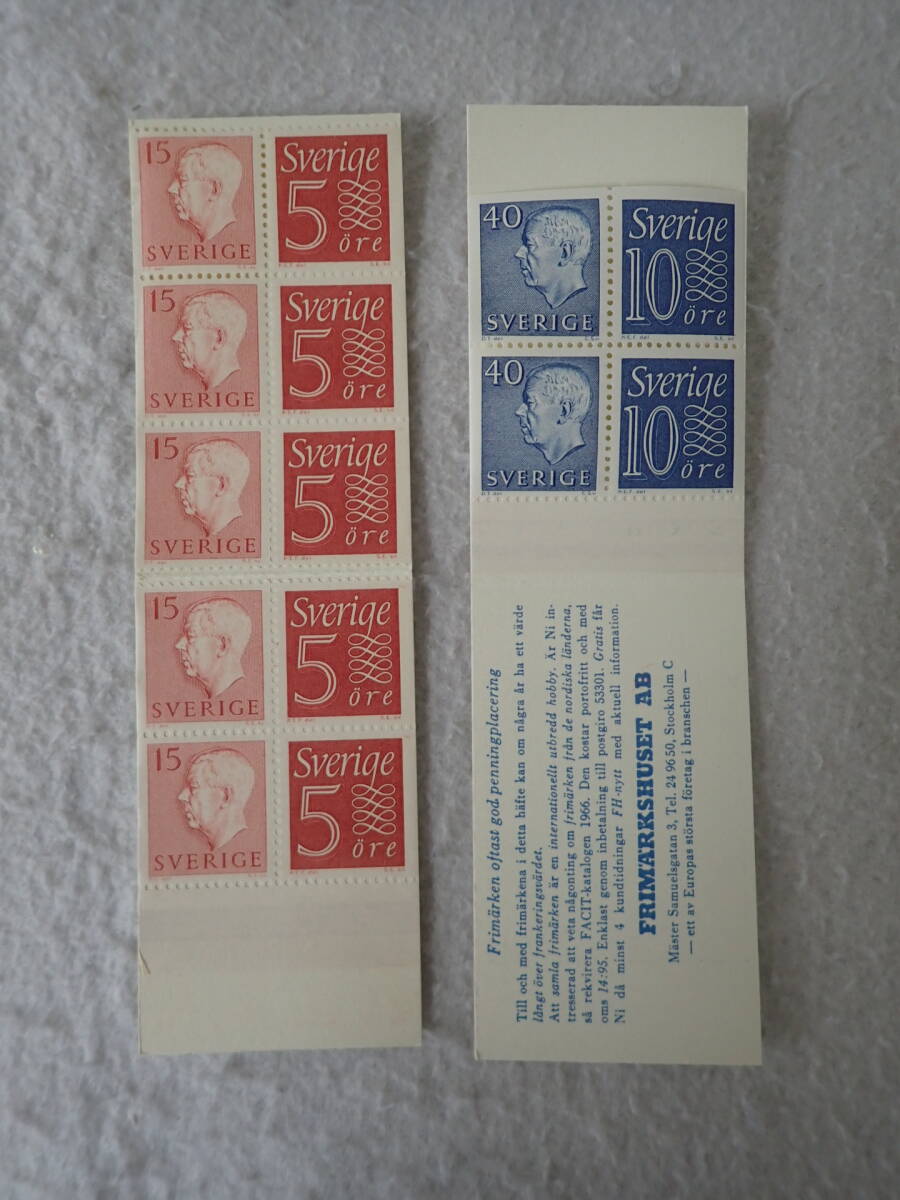 15
SVERIGE
Sverige
5
öre
15
SVERIGE
Sverige
5
öre
15
SVERIGE
Sverige
5
öre
15
SVERIGE
Sverige
5
öre
15
SVERIGE
Sverige
5
öre
40
SVERIGE
Sverige
10
öre
40
SVERIGE
Sverige
10
öre
Frimärken oftast god penningplacering
Till och med frimärkena i detta häfte kan om några år ha ett värde
långt över frankeringsvärdet.
Att samla frimärken är en internationellt utbredd hobby. Är Ni in-
tresserad att veta någonting om frimärken från de nordiska länderna,
så rekvirera FACIT-katalogen 1966. Den kostar portofritt och med
oms 14:95. Enklast genom inbetalning till postgiro 53301. Gratis får
Ni då minst 4 kundtidningar FH-nytt med aktuell information.
FRIMÄRKSHUSET AB
Mäster Samuelsgatan 3, Tel. 24 96 50, Stockholm C
— ett av Europas största företag i branschen —